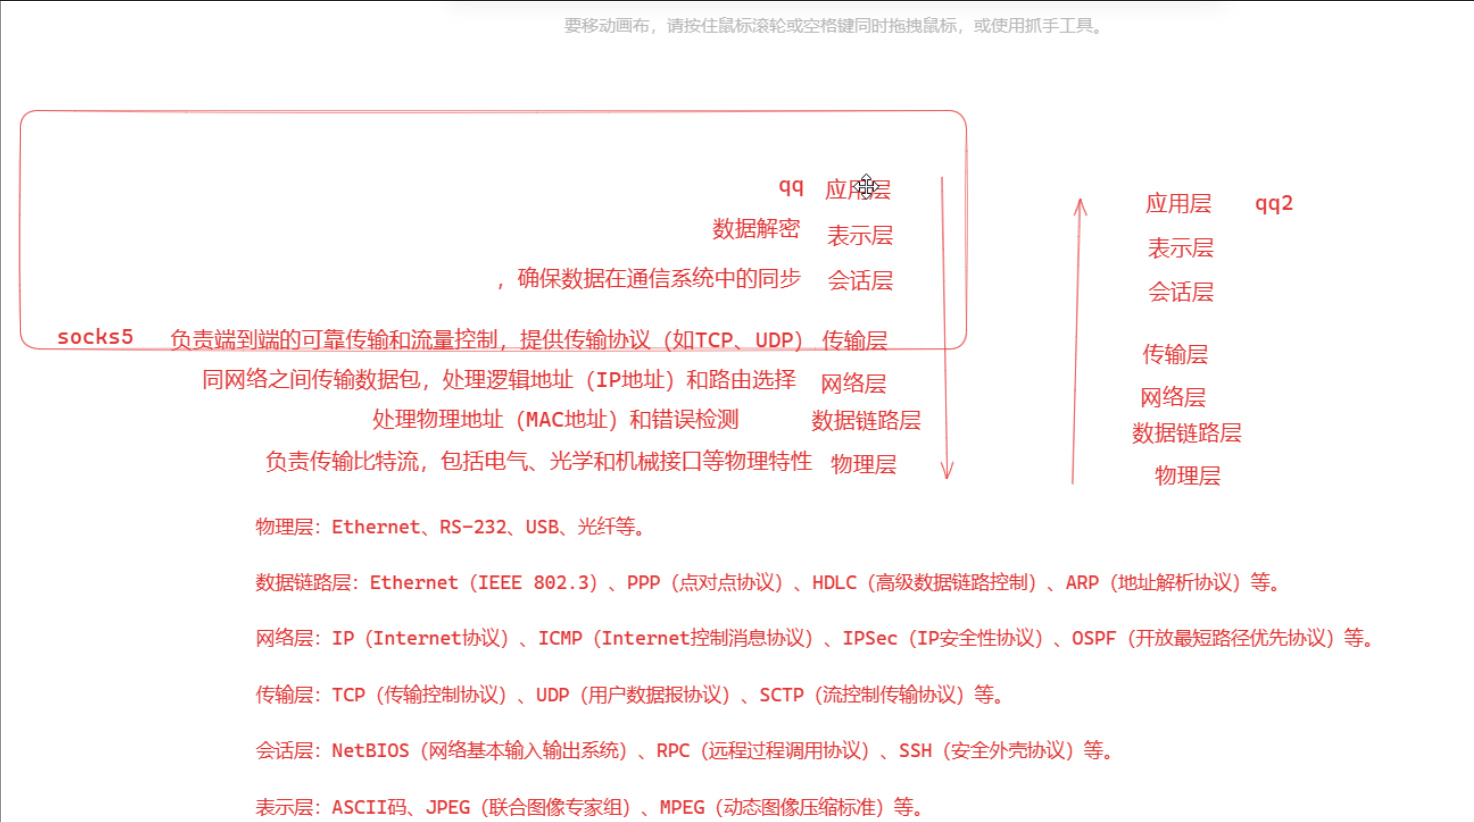 要移动画布，请按住鼠标滚轮或空格键同时拖拽鼠标，或使用抓手工具。
qq 应用层
数据解密 表示层
，确保数据在通信系统中的同步 会话层
socks5 负责端到端的可靠传输和流量控制，提供传输协议（如TCP、UDP） 传输层
同网络之间传输数据包，处理逻辑地址（IP地址）和路由选择 网络层
处理物理地址（MAC地址）和错误检测 数据链路层
负责传输比特流，包括电气、光学和机械接口等物理特性 物理层
应用层 qq2
表示层
会话层
传输层
网络层
数据链路层
物理层
物理层：Ethernet、RS-232、USB、光纤等。
数据链路层：Ethernet（IEEE 802.3）、PPP（点对点协议）、HDLC（高级数据链路控制）、ARP（地址解析协议）等。
网络层：IP（Internet协议）、ICMP（Internet控制消息协议）、IPSec（IP安全性协议）、OSPF（开放最短路径优先协议）等。
传输层：TCP（传输控制协议）、UDP（用户数据报协议）、SCTP（流控制传输协议）等。
会话层：NetBIOS（网络基本输入输出系统）、RPC（远程过程调用协议）、SSH（安全外壳协议）等。
表示层：ASCII码、JPEG（联合图像专家组）、MPEG（动态图像压缩标准）等。